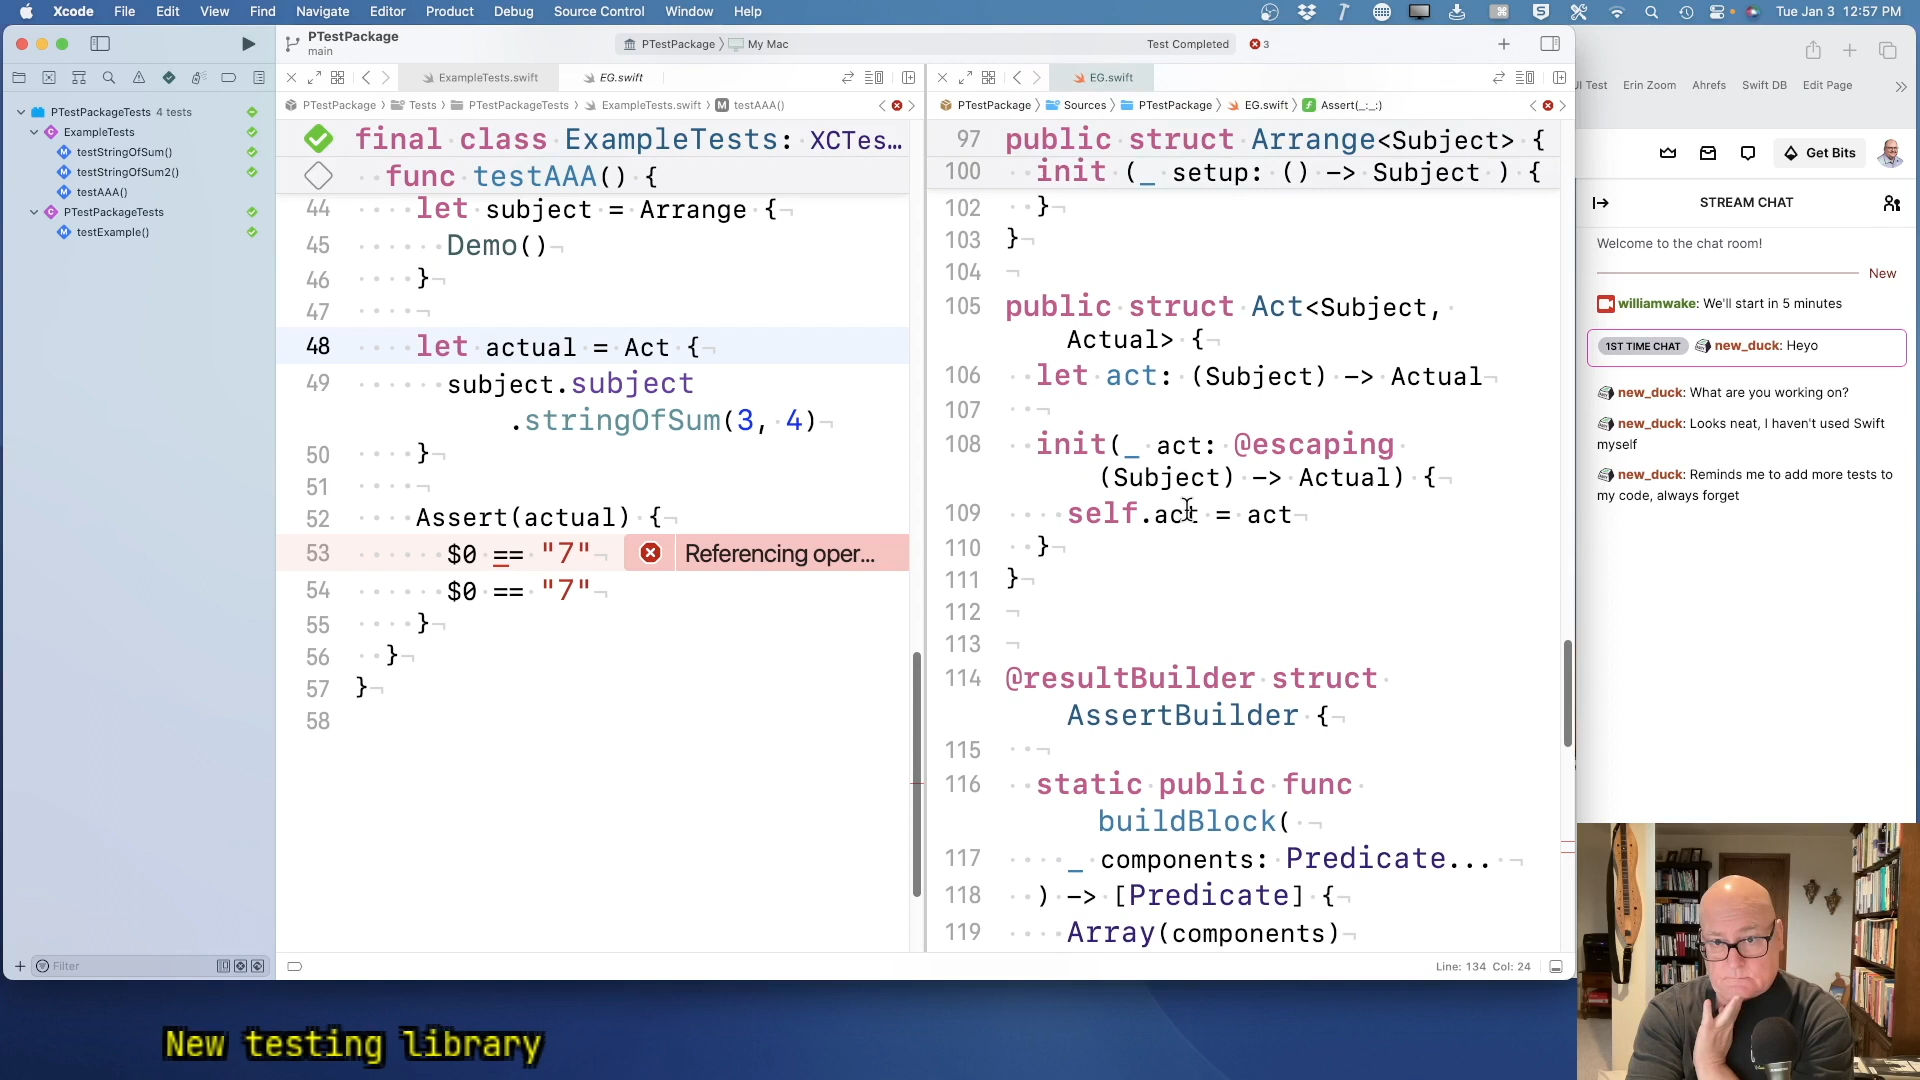 Xcode File Edit View Find Navigate Editor Product Debug Source Control Window Help
Tue Jan 3 12:57 PM
PTestPackage
main
PTestPackage My Mac
Test Completed
3
ExampleTests.swift
EG.swift
EG.swift
PTestPackage Tests PTestPackageTests ExampleTests.swift M testAAA()
PTestPackage Sources PTestPackage EG.swift Assert(_:_:)
PTestPackageTests 4 tests
ExampleTests
testStringOfSum()
testStringOfSum2()
testAAA()
PTestPackageTests
testExample()
Filter
final class ExampleTests: XCTes...
func testAAA() {
44 let subject = Arrange {
45 Demo()
46 }
47
48 let actual = Act {
49 subject.subject
.stringOfSum(3, 4)
50 }
51
52 Assert(actual) {
53 $0 == "7" Referencing oper...
54 $0 == "7"
55 }
56 }
57 }
58
97 public struct Arrange<Subject> {
100 init (_ setup: () -> Subject ) {
102 }
103 }
104
105 public struct Act<Subject,
Actual> {
106 let act: (Subject) -> Actual
107
108 init(_ act: @escaping
(Subject) -> Actual) {
109 self.act = act
110 }
111 }
112
113
114 @resultBuilder struct
AssertBuilder {
115
116 static public func
buildBlock(
117 _ components: Predicate...
118 ) -> [Predicate] {
119 Array(components)
Line: 134 Col: 24
UI Test Erin Zoom Ahrefs Swift DB Edit Page
Get Bits
STREAM CHAT
Welcome to the chat room!
New
williamwake: We'll start in 5 minutes
1ST TIME CHAT new_duck: Heyo
new_duck: What are you working on?
new_duck: Looks neat, I haven't used Swift
myself
new_duck: Reminds me to add more tests to
my code, always forget
New testing library